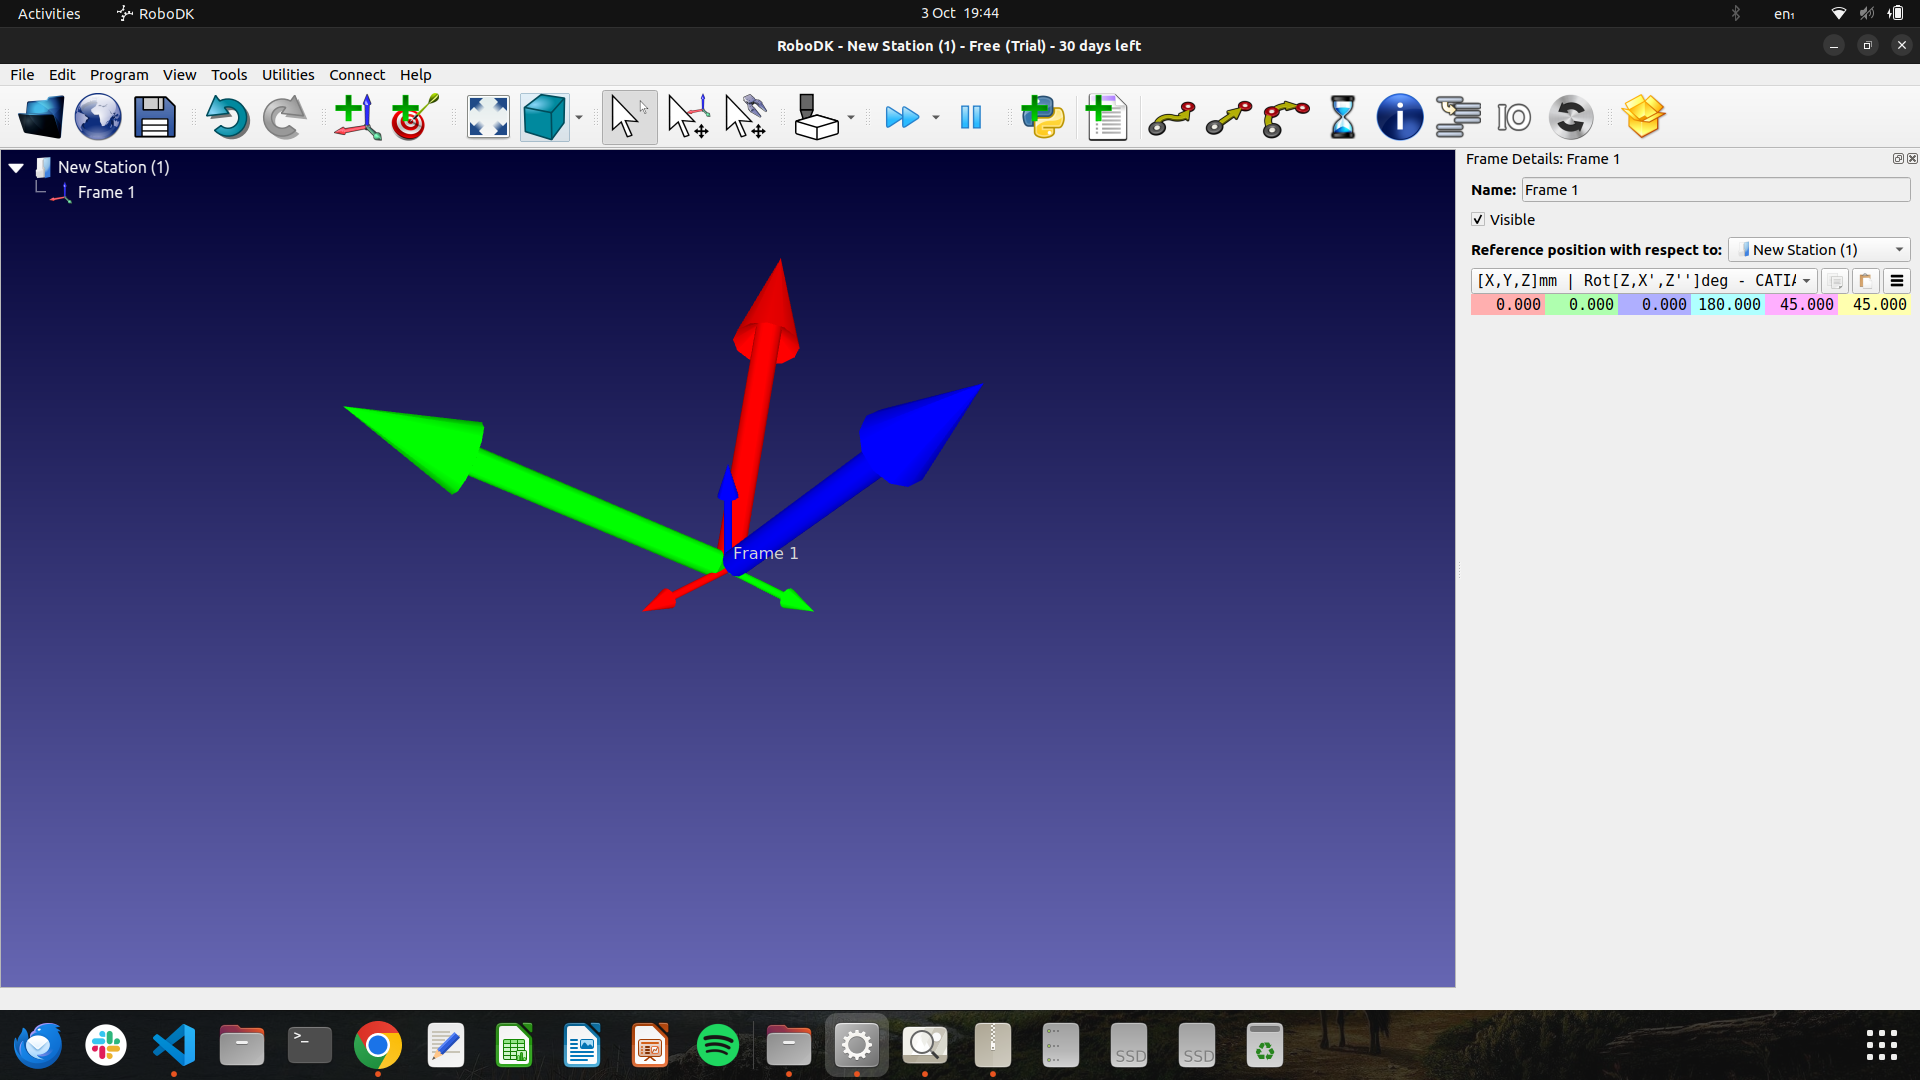 Activities
RoboDK
3 Oct 19:44
en₁
RoboDK - New Station (1) - Free (Trial) - 30 days left
File Edit Program View Tools Utilities Connect Help
IO
New Station (1)
Frame 1
Frame 1
Frame Details: Frame 1
Name: Frame 1
Visible
Reference position with respect to: New Station (1)
[X,Y,Z]mm | Rot[Z,X',Z'']deg - CATIA
0.000 0.000 0.000 180.000 45.000 45.000
>_
SSD
SSD